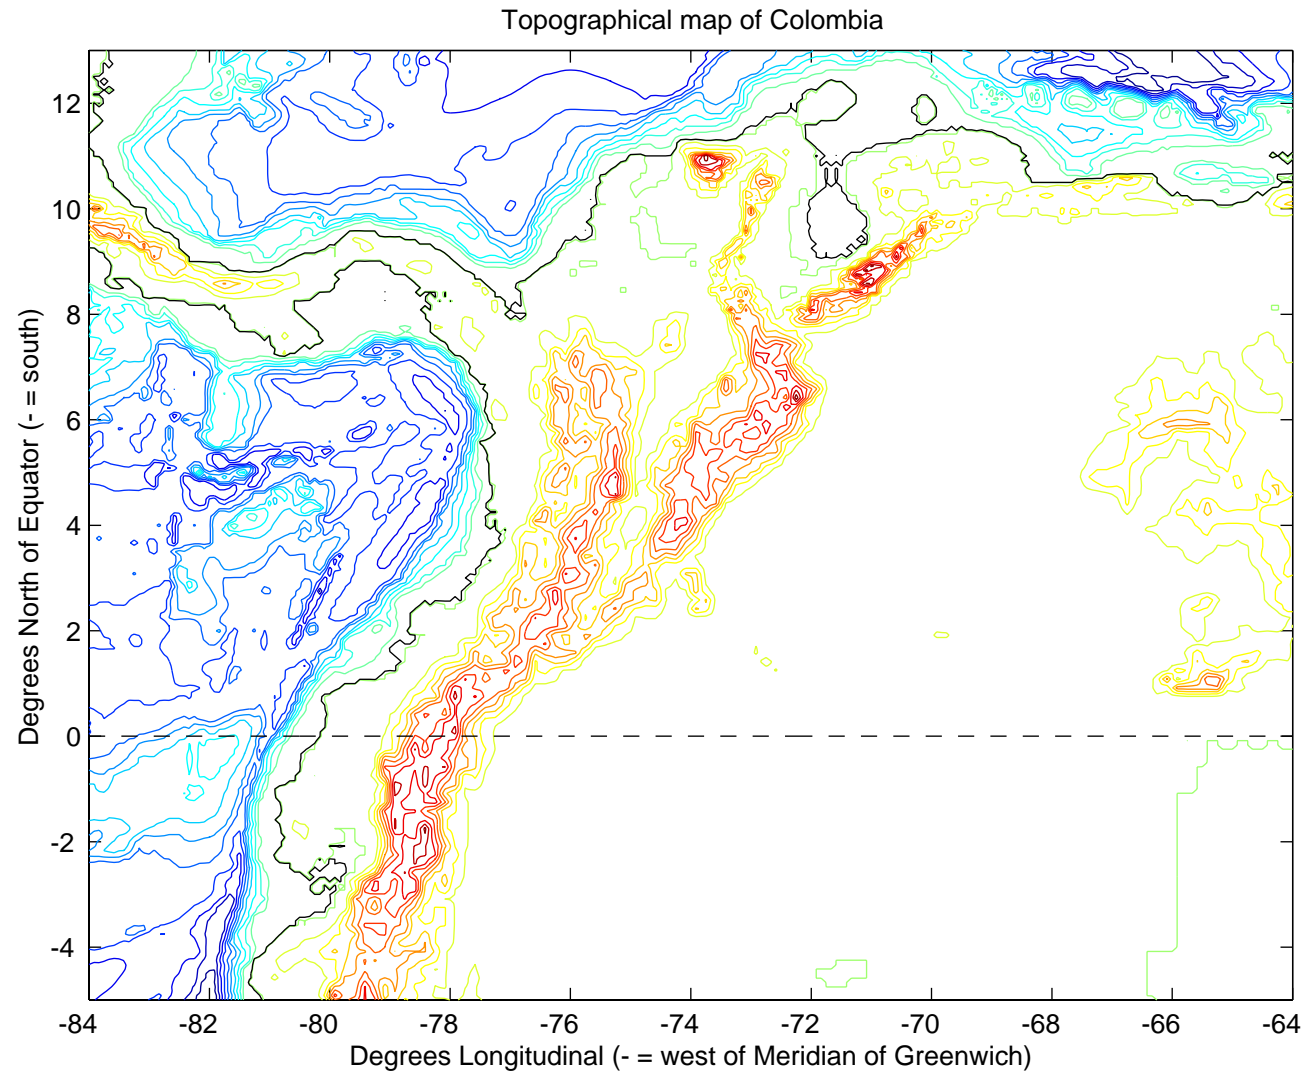 Topographical map of Colombia
12
10
8
6
4
2
0
-2
-4
Degrees North of Equator (- = south)
-84 -82 -80 -78 -76 -74 -72 -70 -68 -66 -64
Degrees Longitudinal (- = west of Meridian of Greenwich)